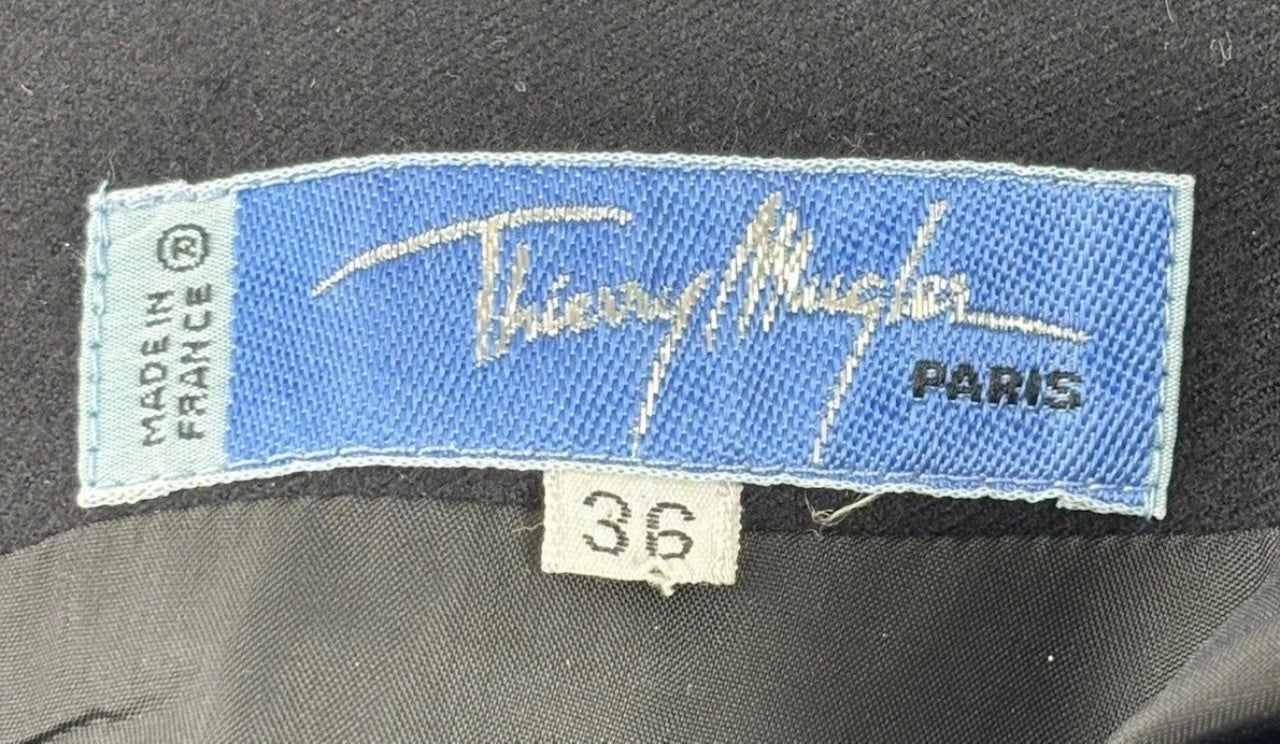 Thierry Mugler
PARIS
MADE IN
FRANCE ®
36